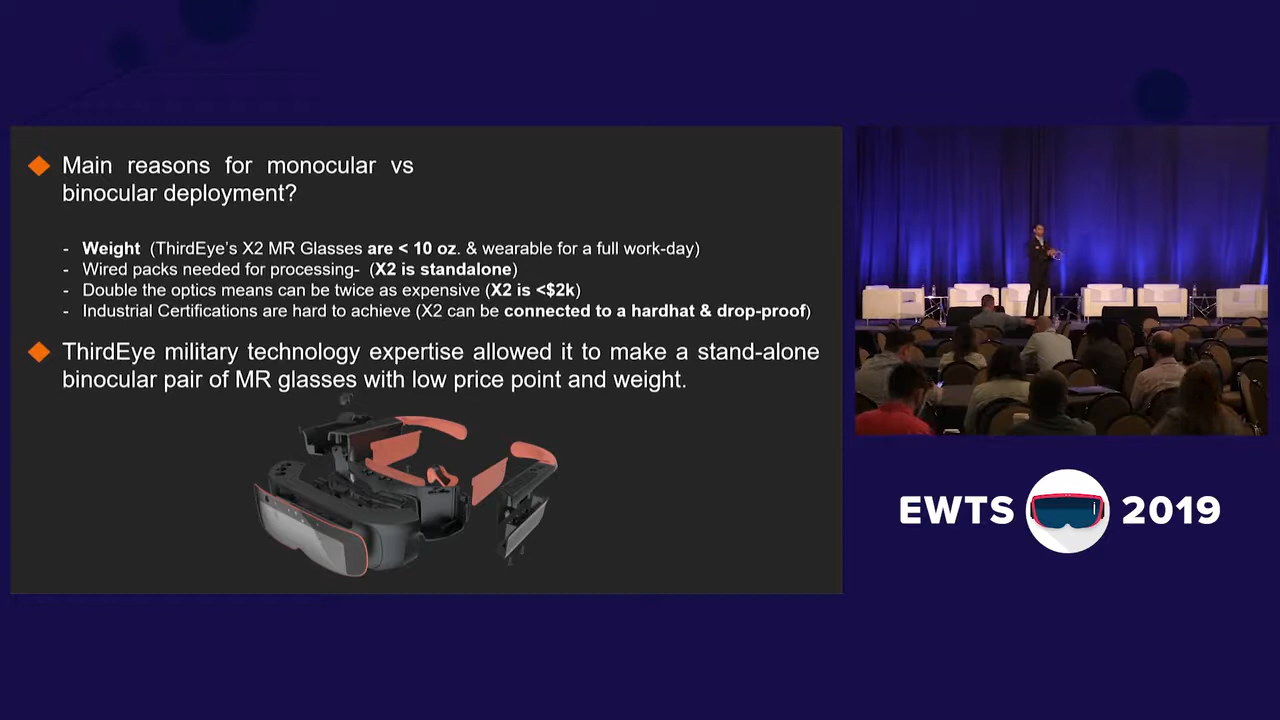 Main reasons for monocular vs
binocular deployment?
- Weight (ThirdEye's X2 MR Glasses are < 10 oz. & wearable for a full work-day)
- Wired packs needed for processing- (X2 is standalone)
- Double the optics means can be twice as expensive (X2 is <$2k)
- Industrial Certifications are hard to achieve (X2 can be connected to a hardhat & drop-proof)
ThirdEye military technology expertise allowed it to make a stand-alone
binocular pair of MR glasses with low price point and weight.
EWTS 2019